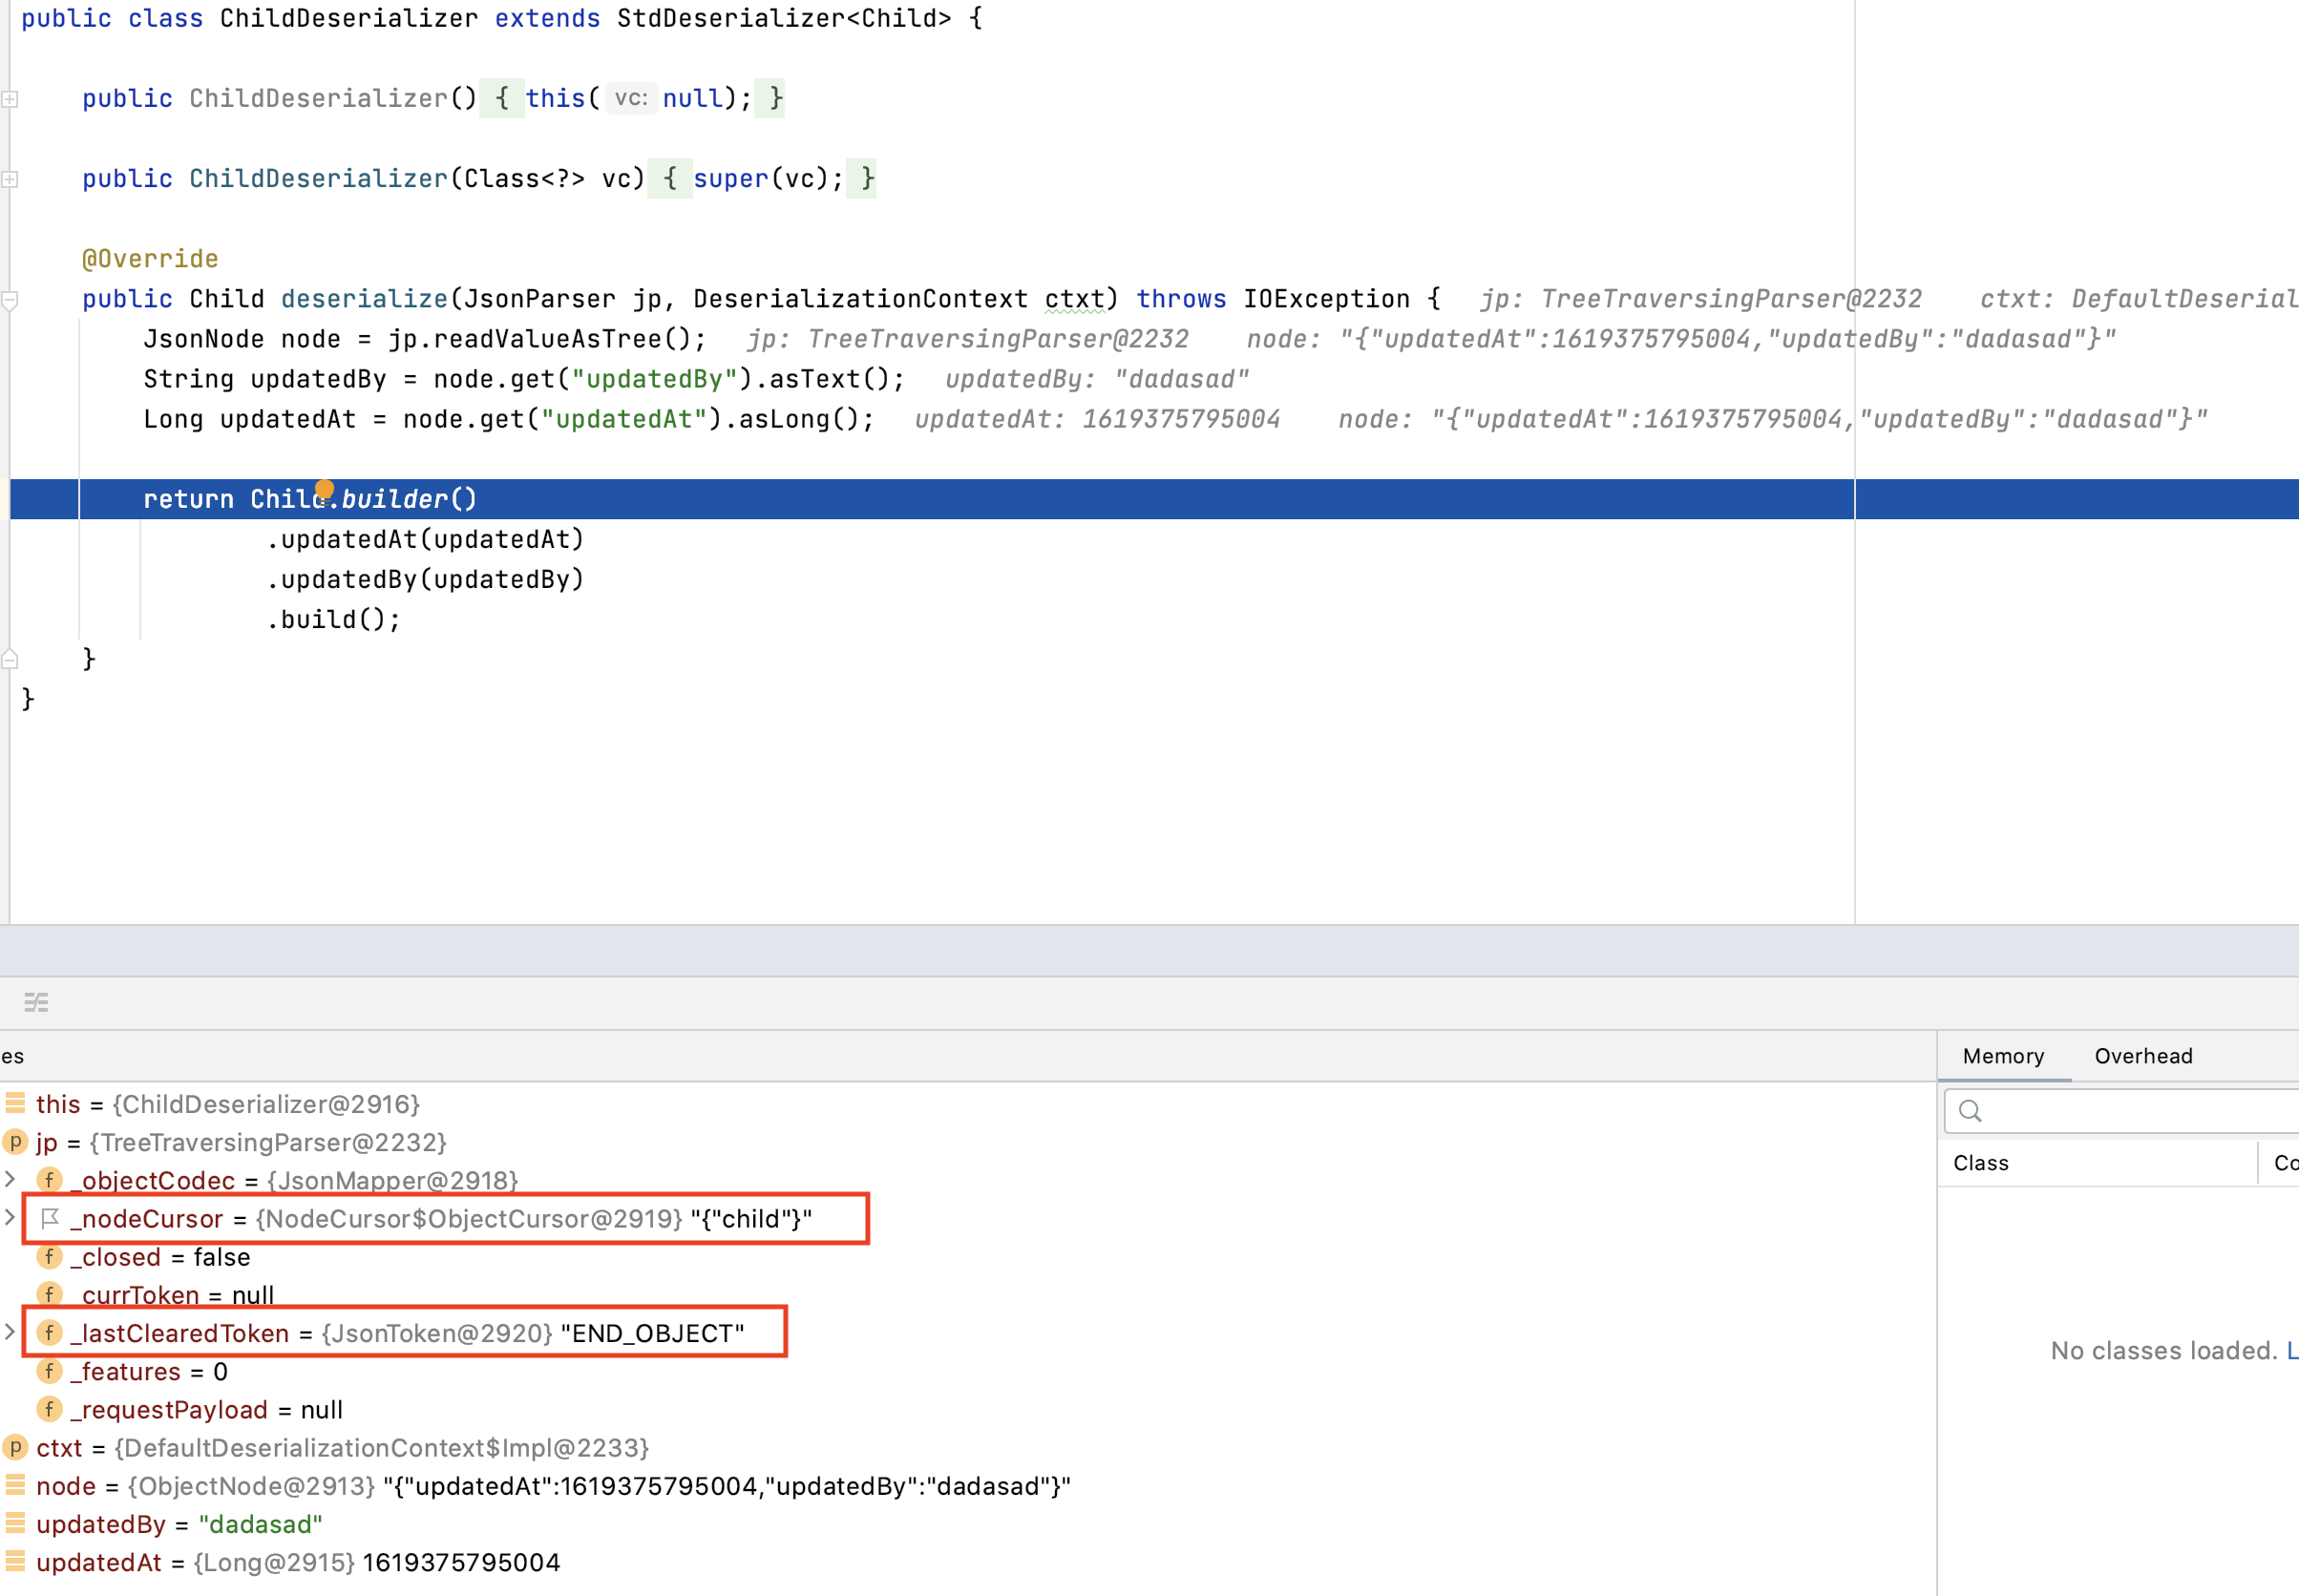 public class ChildDeserializer extends StdDeserializer<Child> {
public ChildDeserializer() { this( vc: null); }
public ChildDeserializer(Class<?> vc) { super(vc); }
@Override
public Child deserialize(JsonParser jp, DeserializationContext ctxt) throws IOException { jp: TreeTraversingParser@2232 ctxt: DefaultDeserial
JsonNode node = jp.readValueAsTree(); jp: TreeTraversingParser@2232 node: "{"updatedAt":1619375795004,"updatedBy":"dadasad"}"
String updatedBy = node.get("updatedBy").asText(); updatedBy: "dadasad"
Long updatedAt = node.get("updatedAt").asLong(); updatedAt: 1619375795004 node: "{"updatedAt":1619375795004,"updatedBy":"dadasad"}"
return Child.builder()
.updatedAt(updatedAt)
.updatedBy(updatedBy)
.build();
}
}
es
Memory Overhead
this = {ChildDeserializer@2916}
p jp = {TreeTraversingParser@2232}
f _objectCodec = {JsonMapper@2918}
_nodeCursor = {NodeCursor$ObjectCursor@2919} "{"child"}"
f _closed = false
f _currToken = null
f _lastClearedToken = {JsonToken@2920} "END_OBJECT"
f _features = 0
f _requestPayload = null
p ctxt = {DefaultDeserializationContext$Impl@2233}
node = {ObjectNode@2913} "{"updatedAt":1619375795004,"updatedBy":"dadasad"}"
updatedBy = "dadasad"
updatedAt = {Long@2915} 1619375795004
Class Co
No classes loaded. L